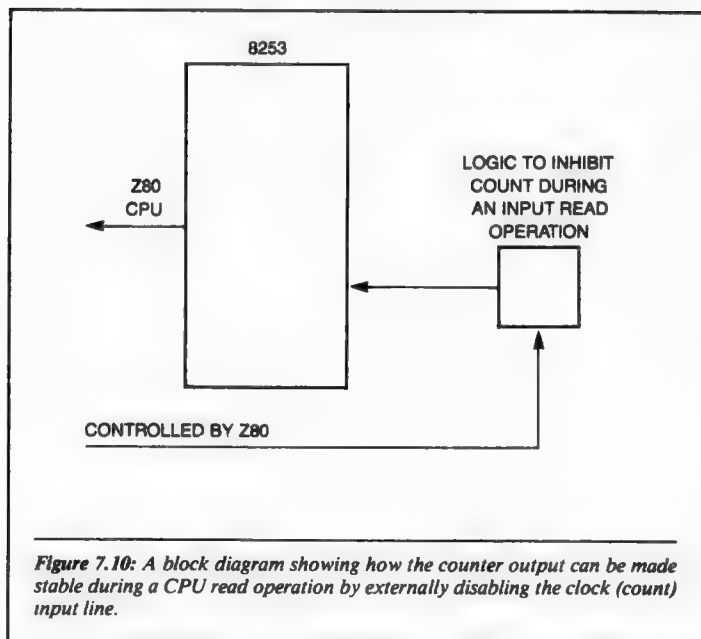 8253
Z80
CPU
LOGIC TO INHIBIT
COUNT DURING
AN INPUT READ
OPERATION
CONTROLLED BY Z80
Figure 7.10: A block diagram showing how the counter output can be made
stable during a CPU read operation by externally disabling the clock (count)
input line.